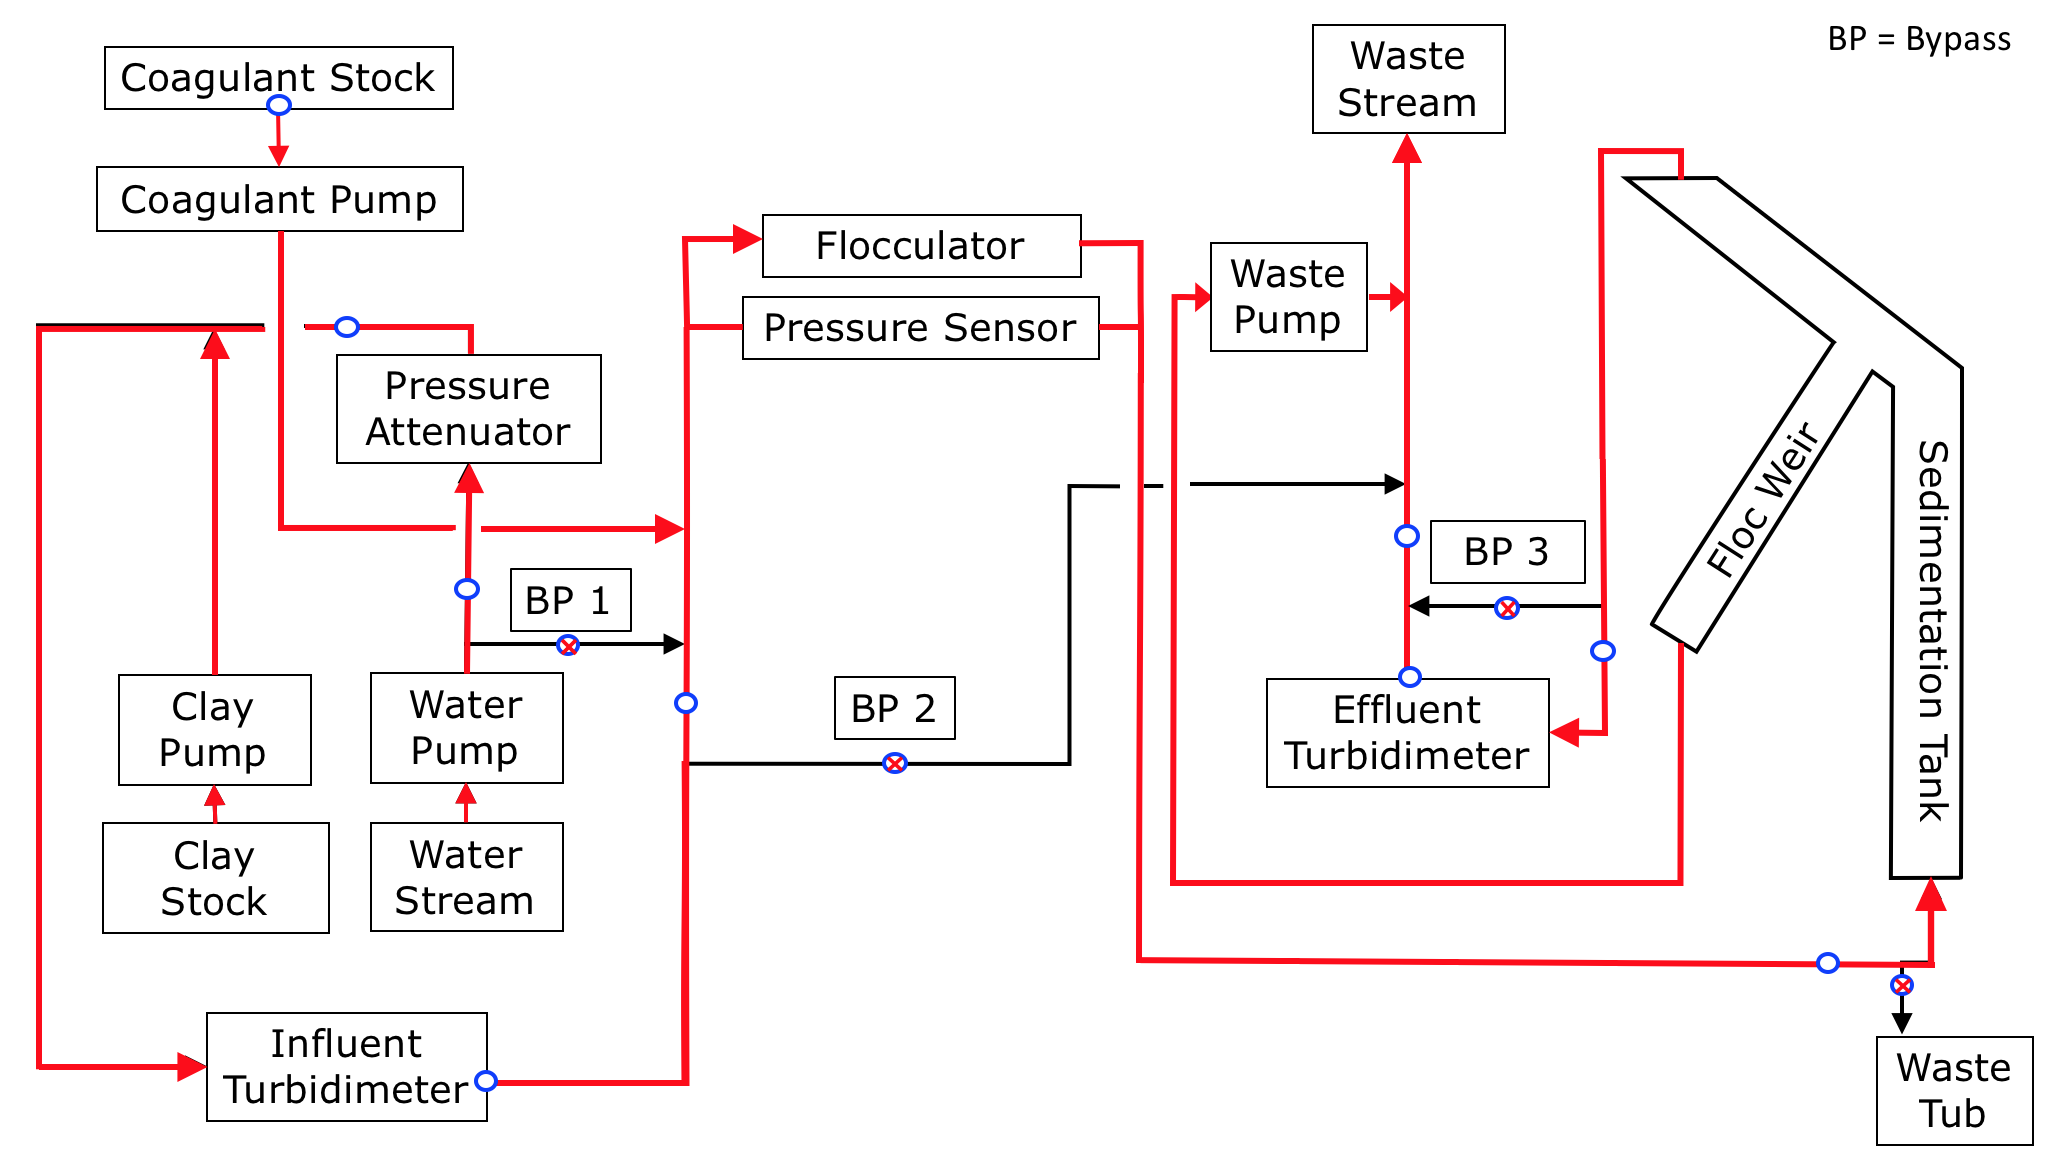 BP = Bypass
Coagulant Stock
Waste
Stream
Coagulant Pump
Flocculator
Waste
Pump
Pressure Sensor
Pressure
Attenuator
Floc Weir
Sedimentation Tank
BP 3
BP 1
BP 2
Clay
Pump
Water
Pump
Effluent
Turbidimeter
Clay
Stock
Water
Stream
Influent
Turbidimeter
Waste
Tub